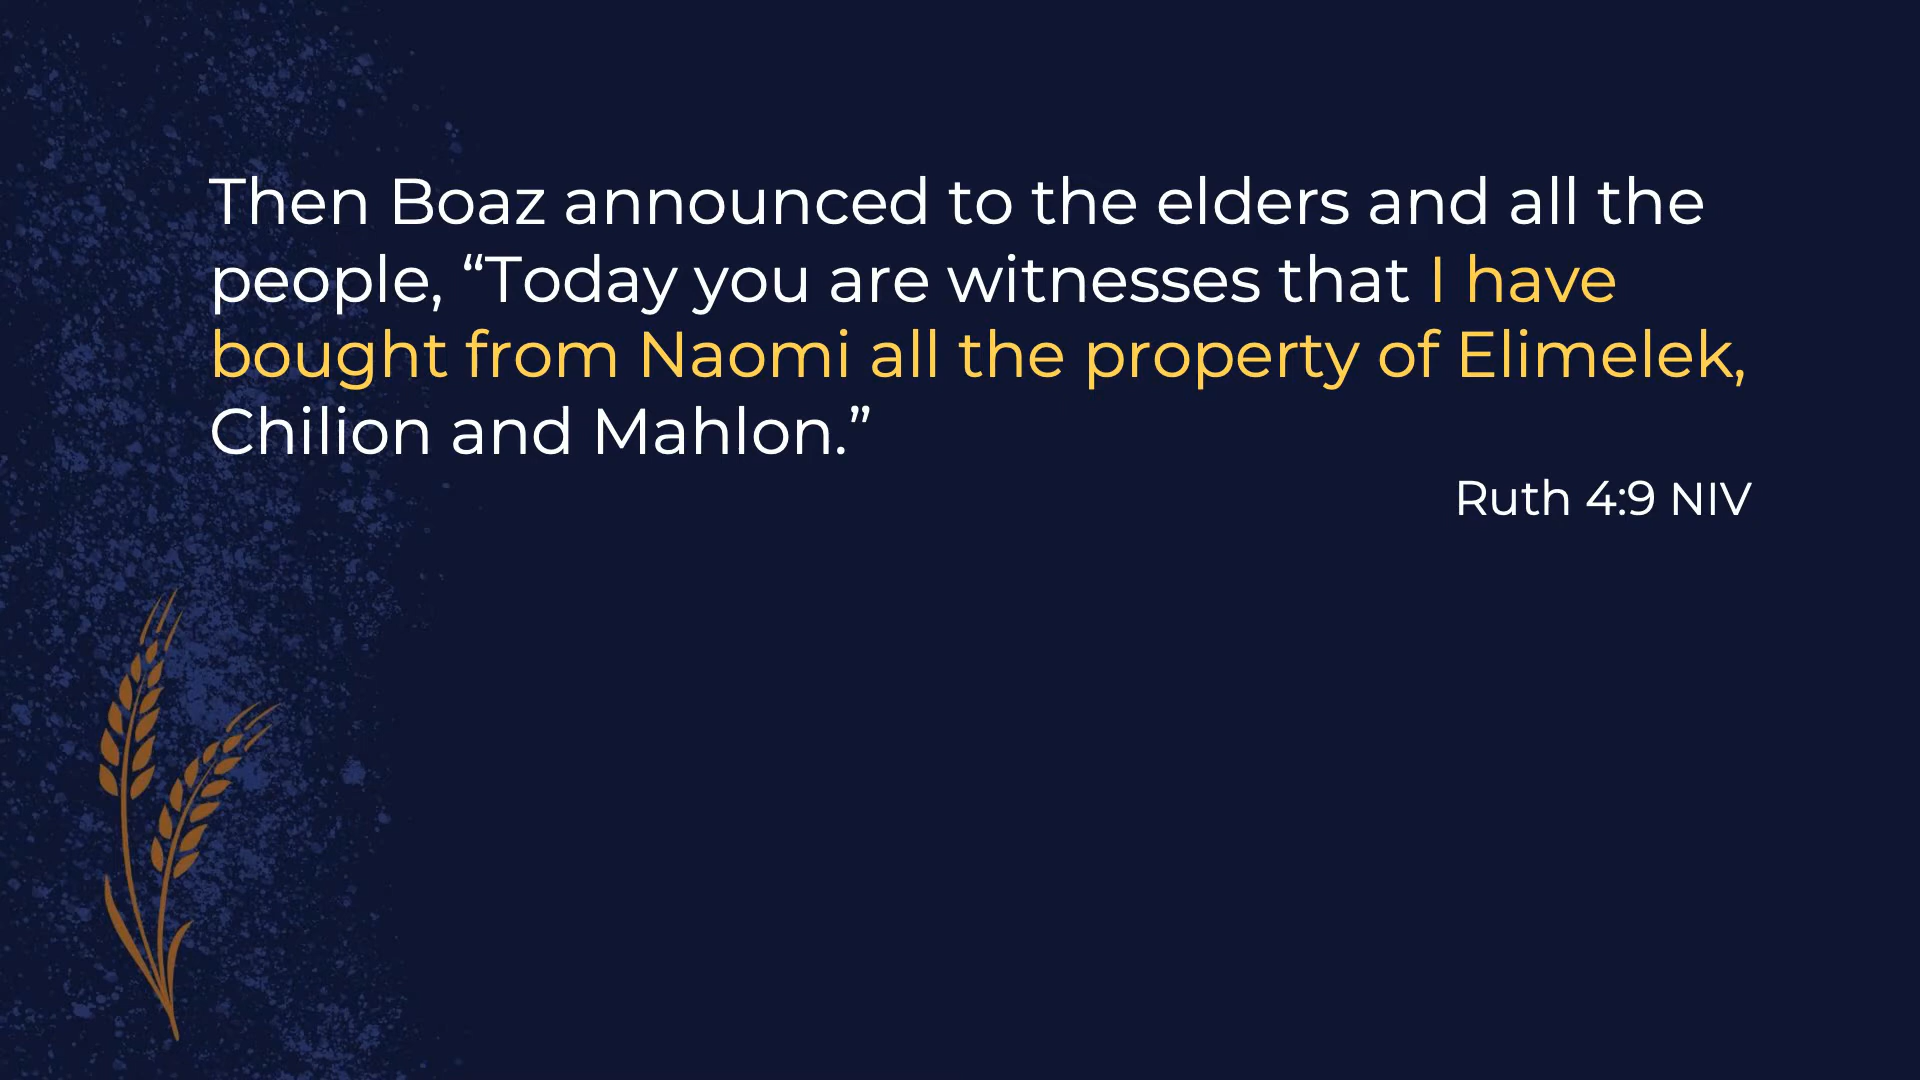 Then Boaz announced to the elders and all the
people, “Today you are witnesses that I have
bought from Naomi all the property of Elimelek,
Chilion and Mahlon.”
Ruth 4:9 NIV